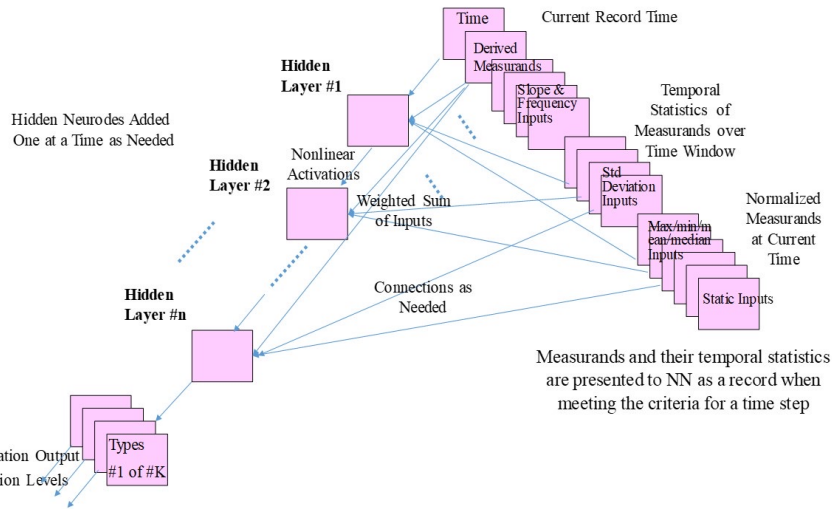 Time
Current Record Time
Derived
Measurands
Hidden
Layer #1
Slope &
Frequency
Inputs
Temporal
Statistics of
Measurands over
Time Window
Hidden Neurodes Added
One at a Time as Needed
Nonlinear
Activations
Hidden
Layer #2
Std
Deviation
Inputs
Weighted Sum
of Inputs
Normalized
Measurands
at Current
Time
Max/min/m
ean/median
Inputs
Hidden
Layer #n
Connections as
Needed
Static Inputs
Measurands and their temporal statistics
are presented to NN as a record when
meeting the criteria for a time step
Types
#1 of #K
ation Output
ion Levels